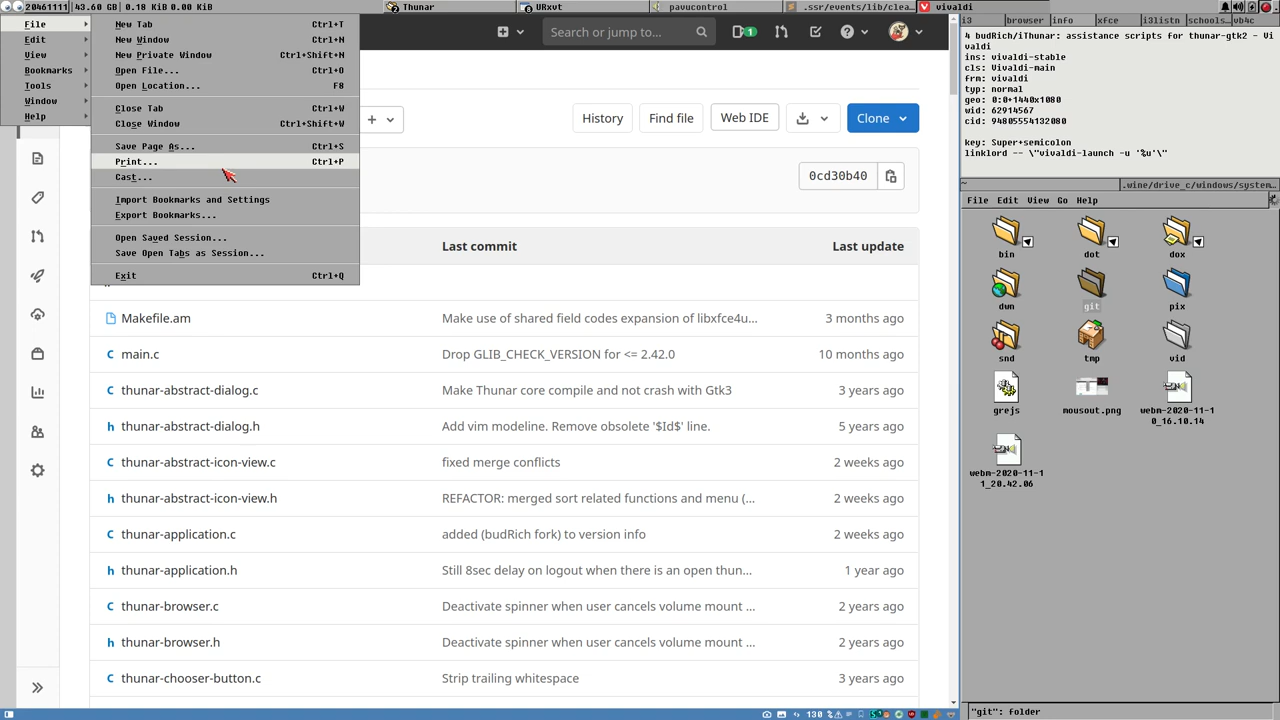 20461111 43.60 GB 0.18 KiB 0.00 KiB
Thunar
URxvt
pavucontrol
.ssr/events/lib/clea...
vivaldi
File
Edit
View
Bookmarks
Tools
Window
Help
New Tab Ctrl+T
New Window Ctrl+N
New Private Window Ctrl+Shift+N
Open File... Ctrl+O
Open Location... F8
Close Tab Ctrl+W
Close Window Ctrl+Shift+W
Save Page As... Ctrl+S
Print... Ctrl+P
Cast...
Import Bookmarks and Settings
Export Bookmarks...
Open Saved Session...
Save Open Tabs as Session...
Exit Ctrl+Q
Search or jump to...
1
History
Find file
Web IDE
Clone
0cd30b40
Last commit Last update
..
Makefile.am Make use of shared field codes expansion of libxfce4u... 3 months ago
main.c Drop GLIB_CHECK_VERSION for <= 2.42.0 10 months ago
thunar-abstract-dialog.c Make Thunar core compile and not crash with Gtk3 3 years ago
thunar-abstract-dialog.h Add vim modeline. Remove obsolete '$Id$' line. 5 years ago
thunar-abstract-icon-view.c fixed merge conflicts 2 weeks ago
thunar-abstract-icon-view.h REFACTOR: merged sort related functions and menu (... 2 weeks ago
thunar-application.c added (budRich fork) to version info 2 weeks ago
thunar-application.h Still 8sec delay on logout when there is an open thun... 1 year ago
thunar-browser.c Deactivate spinner when user cancels volume mount ... 2 years ago
thunar-browser.h Deactivate spinner when user cancels volume mount ... 2 years ago
thunar-chooser-button.c Strip trailing whitespace 3 years ago
130 %
i3 browser info xfce i3listn schools... vb4c
4 budRich/iThunar: assistance scripts for thunar-gtk2 - Vi
valdi
ins: vivaldi-stable
cls: Vivaldi-main
frm: vivaldi
typ: normal
geo: 0:0+1440x1080
wid: 62914567
cid: 94805554132080
key: Super+semicolon
linklord -- \"vivaldi-launch -u '%u'\"
~ .wine/drive_c/windows/system...
File Edit View Go Help
bin
dot
dox
dwn
git
pix
snd
tmp
vid
grejs
mousout.png
webm-2020-11-1
0_16.10.14
webm-2020-11-1
1_20.42.06
"git": folder